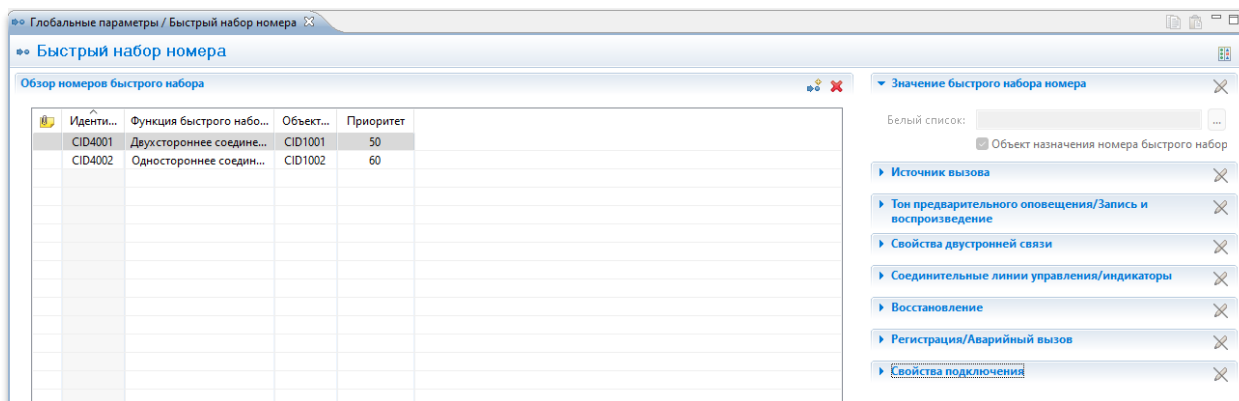 Глобальные параметры / Быстрый набор номера
Быстрый набор номера
Обзор номеров быстрого набора
Иденти... Функция быстрого набо... Объект... Приоритет
CID4001 Двухстороннее соедине... CID1001 50
CID4002 Одностороннее соедин... CID1002 60
Значение быстрого набора номера
Белый список: ...
Объект назначения номера быстрого набор
Источник вызова
Тон предварительного оповещения/Запись и
воспроизведение
Свойства двустронней связи
Соединительные линии управления/индикаторы
Восстановление
Регистрация/Аварийный вызов
Свойства подключения